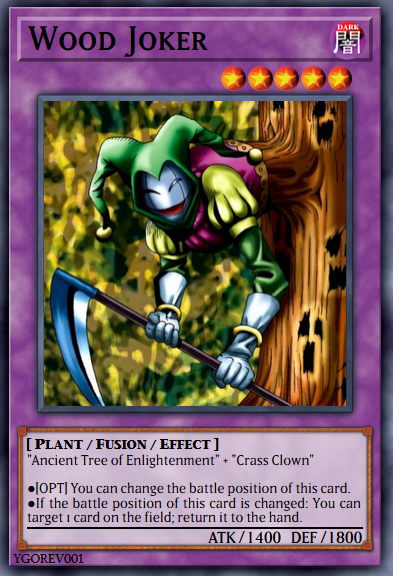 WOOD JOKER
DARK
闇
[ PLANT / FUSION / EFFECT ]
"Ancient Tree of Enlightenment" + "Crass Clown"
●[OPT] You can change the battle position of this card.
●If the battle position of this card is changed: You can
target 1 card on the field; return it to the hand.
ATK/1400 DEF/1800
YGOREV001